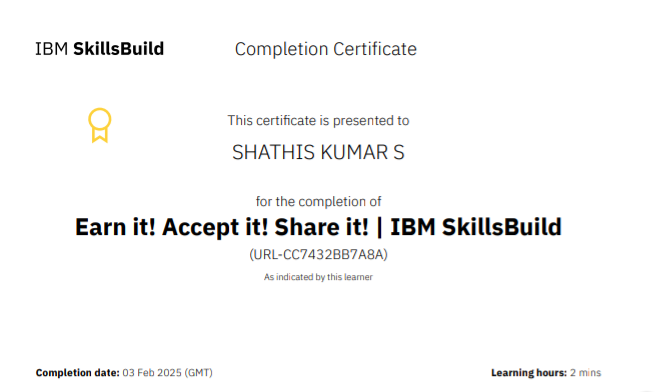 IBM SkillsBuild
Completion Certificate
This certificate is presented to
SHATHIS KUMAR S
for the completion of
Earn it! Accept it! Share it! | IBM SkillsBuild
(URL-CC7432BB7A8A)
As indicated by this learner
Completion date: 03 Feb 2025 (GMT)
Learning hours: 2 mins